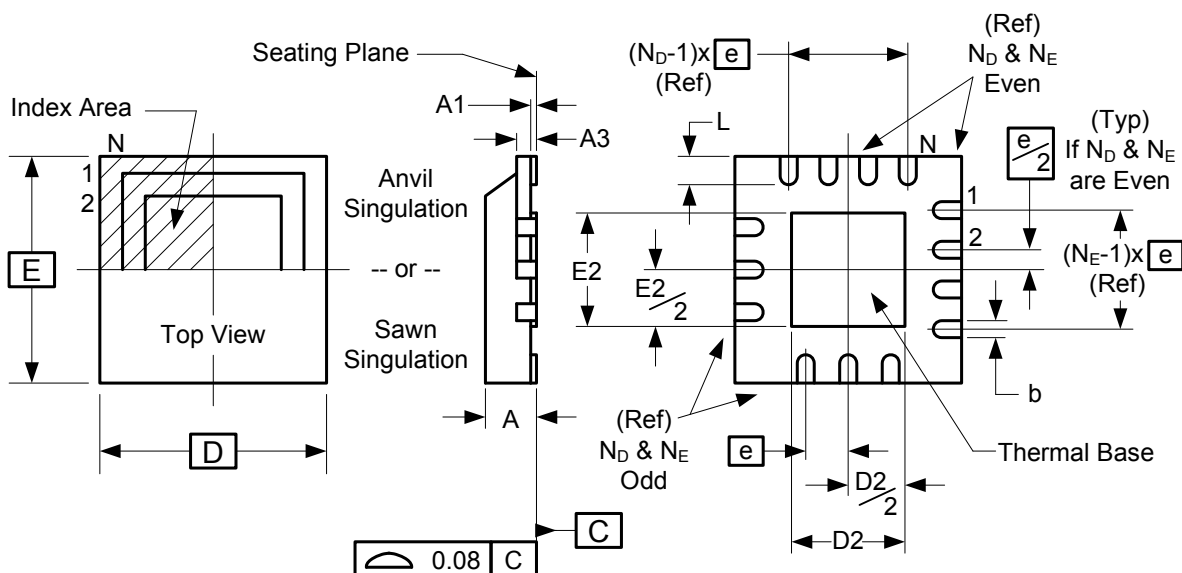 Seating Plane
Index Area
N
1
2
E
Top View
D
A1
A3
Anvil
Singulation
-- or --
Sawn
Singulation
A
0.08 C
C
(N_D-1)x e
(Ref)
L
(Ref)
N_D & N_E
Even
N
e/2
(Typ)
If N_D & N_E
are Even
1
2
(N_E-1)x e
(Ref)
E2
E2/2
b
(Ref)
N_D & N_E
Odd
e
Thermal Base
D2/2
D2